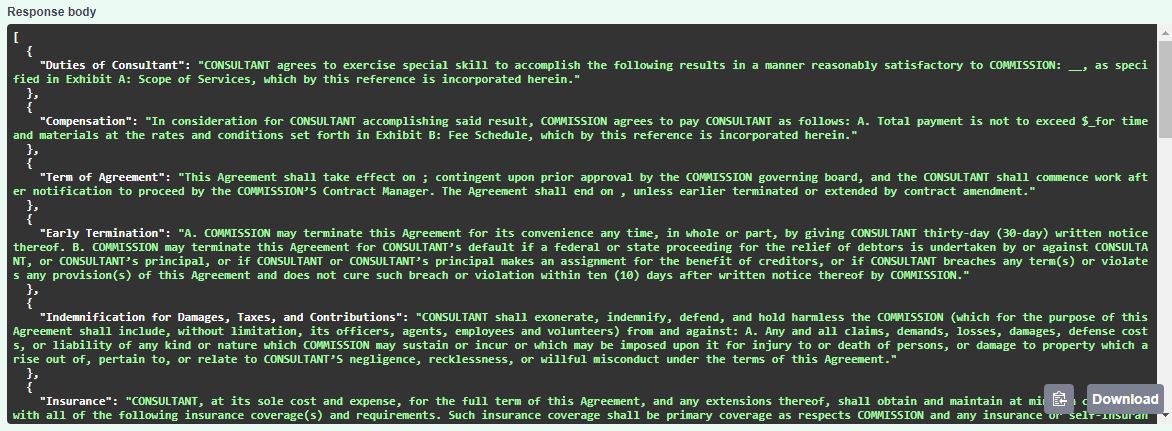 Response body
[
  {
    "Duties of Consultant": "CONSULTANT agrees to exercise special skill to accomplish the following results in a manner reasonably satisfactory to COMMISSION: __, as speci
fied in Exhibit A: Scope of Services, which by this reference is incorporated herein."
  },
  {
    "Compensation": "In consideration for CONSULTANT accomplishing said result, COMMISSION agrees to pay CONSULTANT as follows: A. Total payment is not to exceed $_for time
and materials at the rates and conditions set forth in Exhibit B: Fee Schedule, which by this reference is incorporated herein."
  },
  {
    "Term of Agreement": "This Agreement shall take effect on ; contingent upon prior approval by the COMMISSION governing board, and the CONSULTANT shall commence work aft
er notification to proceed by the COMMISSION’S Contract Manager. The Agreement shall end on , unless earlier terminated or extended by contract amendment."
  },
  {
    "Early Termination": "A. COMMISSION may terminate this Agreement for its convenience any time, in whole or part, by giving CONSULTANT thirty-day (30-day) written notice
thereof. B. COMMISSION may terminate this Agreement for CONSULTANT’s default if a federal or state proceeding for the relief of debtors is undertaken by or against CONSULTA
NT, or CONSULTANT’s principal, or if CONSULTANT or CONSULTANT’s principal makes an assignment for the benefit of creditors, or if CONSULTANT breaches any term(s) or violate
s any provision(s) of this Agreement and does not cure such breach or violation within ten (10) days after written notice thereof by COMMISSION."
  },
  {
    "Indemnification for Damages, Taxes, and Contributions": "CONSULTANT shall exonerate, indemnify, defend, and hold harmless the COMMISSION (which for the purpose of this
Agreement shall include, without limitation, its officers, agents, employees and volunteers) from and against: A. Any and all claims, demands, losses, damages, defense cost
s, or liability of any kind or nature which COMMISSION may sustain or incur or which may be imposed upon it for injury to or death of persons, or damage to property which a
rise out of, pertain to, or relate to CONSULTANT’S negligence, recklessness, or willful misconduct under the terms of this Agreement."
  },
  {
    "Insurance": "CONSULTANT, at its sole cost and expense, for the full term of this Agreement, and any extensions thereof, shall obtain and maintain at
with all of the following insurance coverage(s) and requirements. Such insurance coverage shall be primary coverage as respects COMMISSION and any insurance or self-insuran
Download